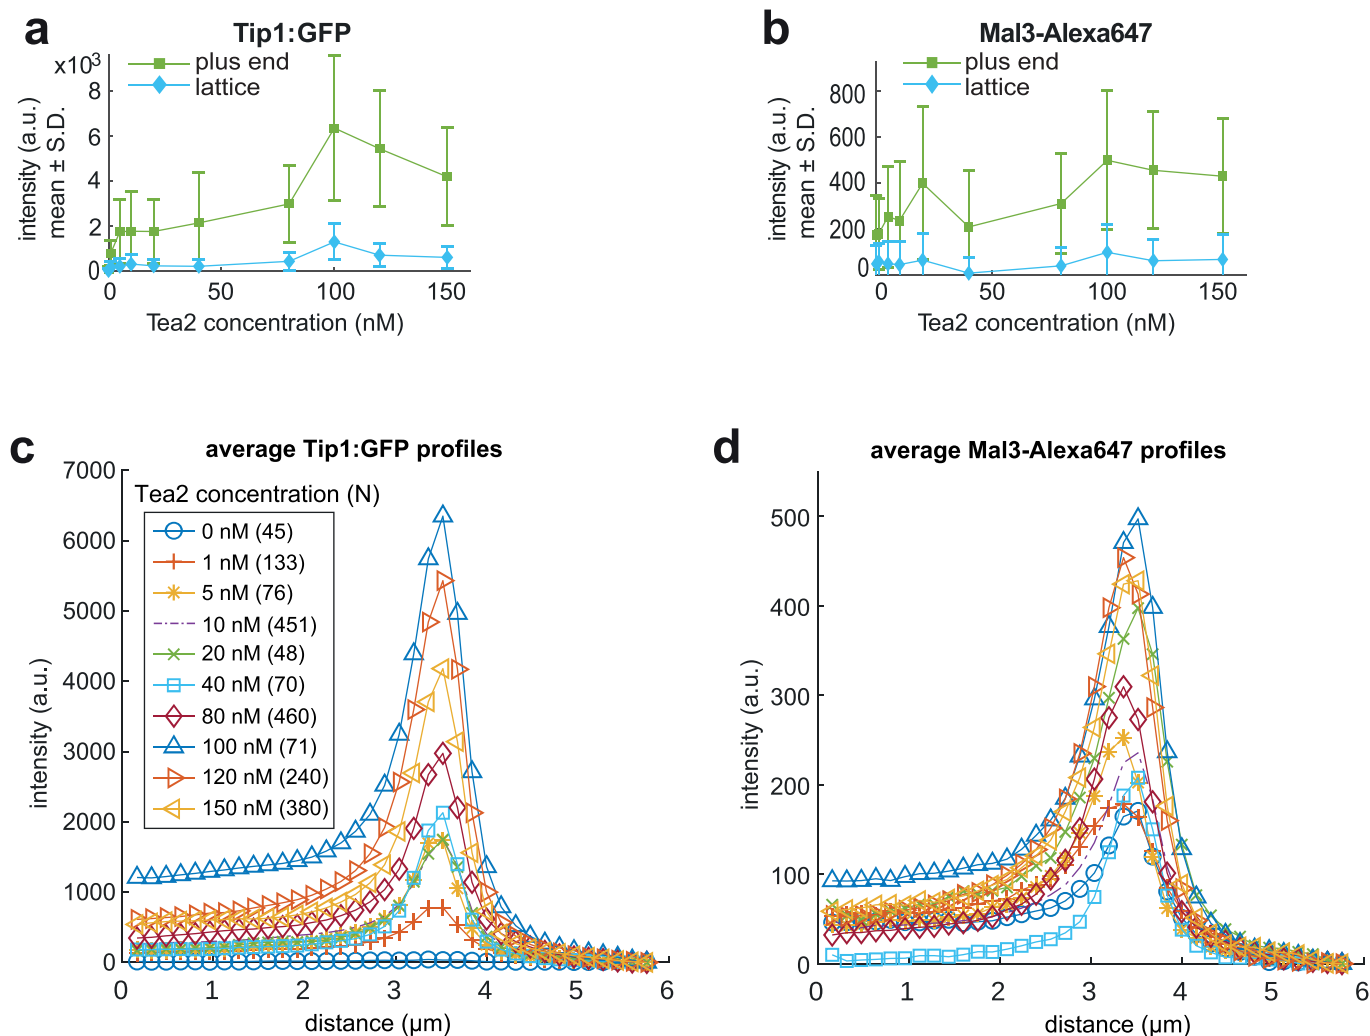 a
Tip1:GFP
×10³
plus end
lattice
8
6
4
2
0
intensity (a.u.)
mean ± S.D.
0
50
100
150
Tea2 concentration (nM)
b
Mal3-Alexa647
plus end
lattice
800
600
400
200
0
intensity (a.u.)
mean ± S.D.
0
50
100
150
Tea2 concentration (nM)
c
average Tip1:GFP profiles
7000
6000
5000
4000
3000
2000
1000
0
intensity (a.u.)
Tea2 concentration (N)
0 nM (45)
1 nM (133)
5 nM (76)
10 nM (451)
20 nM (48)
40 nM (70)
80 nM (460)
100 nM (71)
120 nM (240)
150 nM (380)
0
1
2
3
4
5
6
distance (µm)
d
average Mal3-Alexa647 profiles
500
400
300
200
100
0
intensity (a.u.)
0
1
2
3
4
5
6
distance (µm)